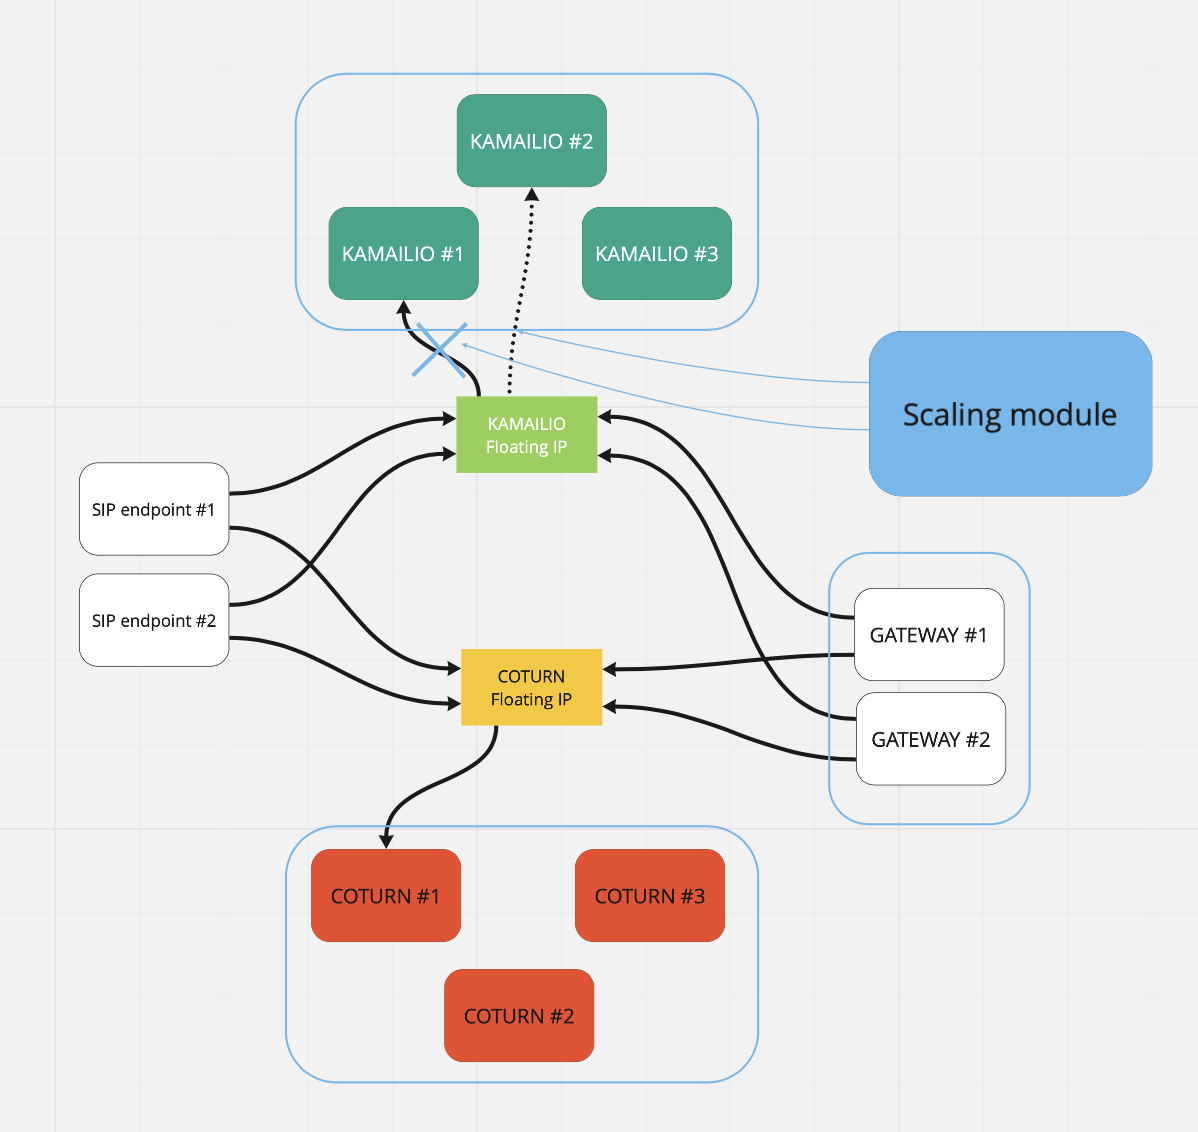 KAMAILIO #2
KAMAILIO #1
KAMAILIO #3
KAMAILIO
Floating IP
Scaling module
SIP endpoint #1
SIP endpoint #2
GATEWAY #1
COTURN
Floating IP
GATEWAY #2
COTURN #1
COTURN #3
COTURN #2